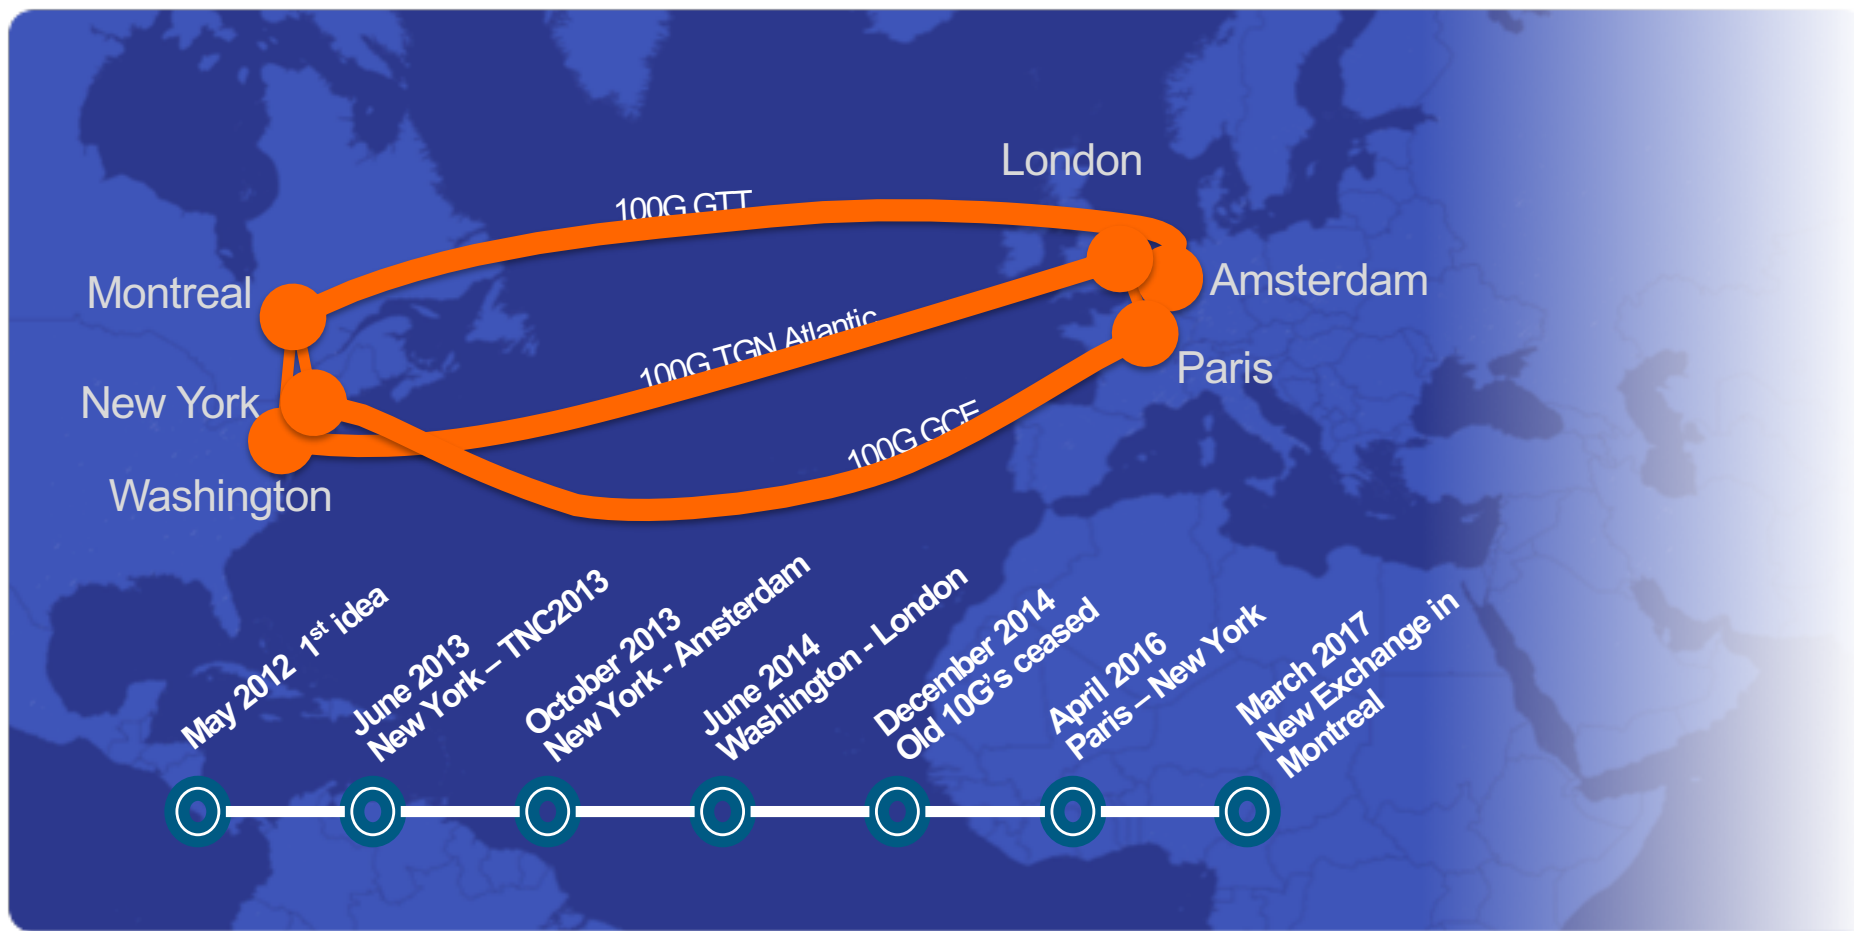 London
100G GTT
Montreal
Amsterdam
100G TGN Atlantic
Paris
New York
100G GCE
Washington
May 2012 1st idea
June 2013
New York – TNC2013
October 2013
New York - Amsterdam
June 2014
Washington - London
December 2014
Old 10G's ceased
April 2016
Paris – New York
March 2017
New Exchange in
Montreal